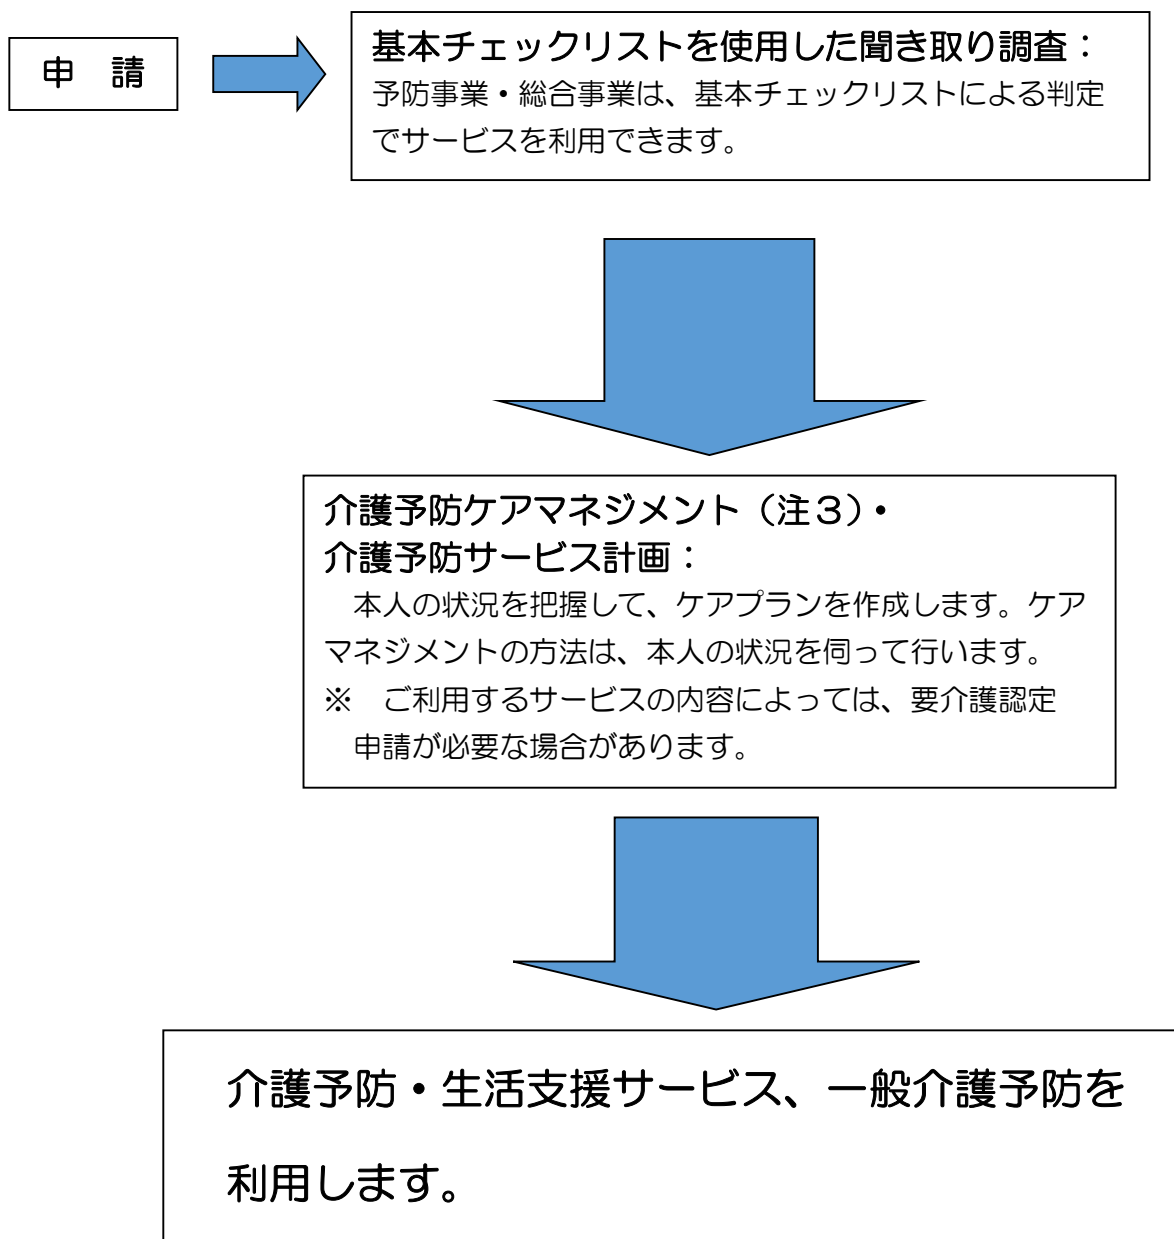 申　請
基本チェックリストを使用した聞き取り調査：
予防事業・総合事業は、基本チェックリストによる判定
でサービスを利用できます。
介護予防ケアマネジメント（注３）・
介護予防サービス計画：
　本人の状況を把握して、ケアプランを作成します。ケア
マネジメントの方法は、本人の状況を伺って行います。
※　ご利用するサービスの内容によっては、要介護認定
　申請が必要な場合があります。
介護予防・生活支援サービス、一般介護予防を
利用します。